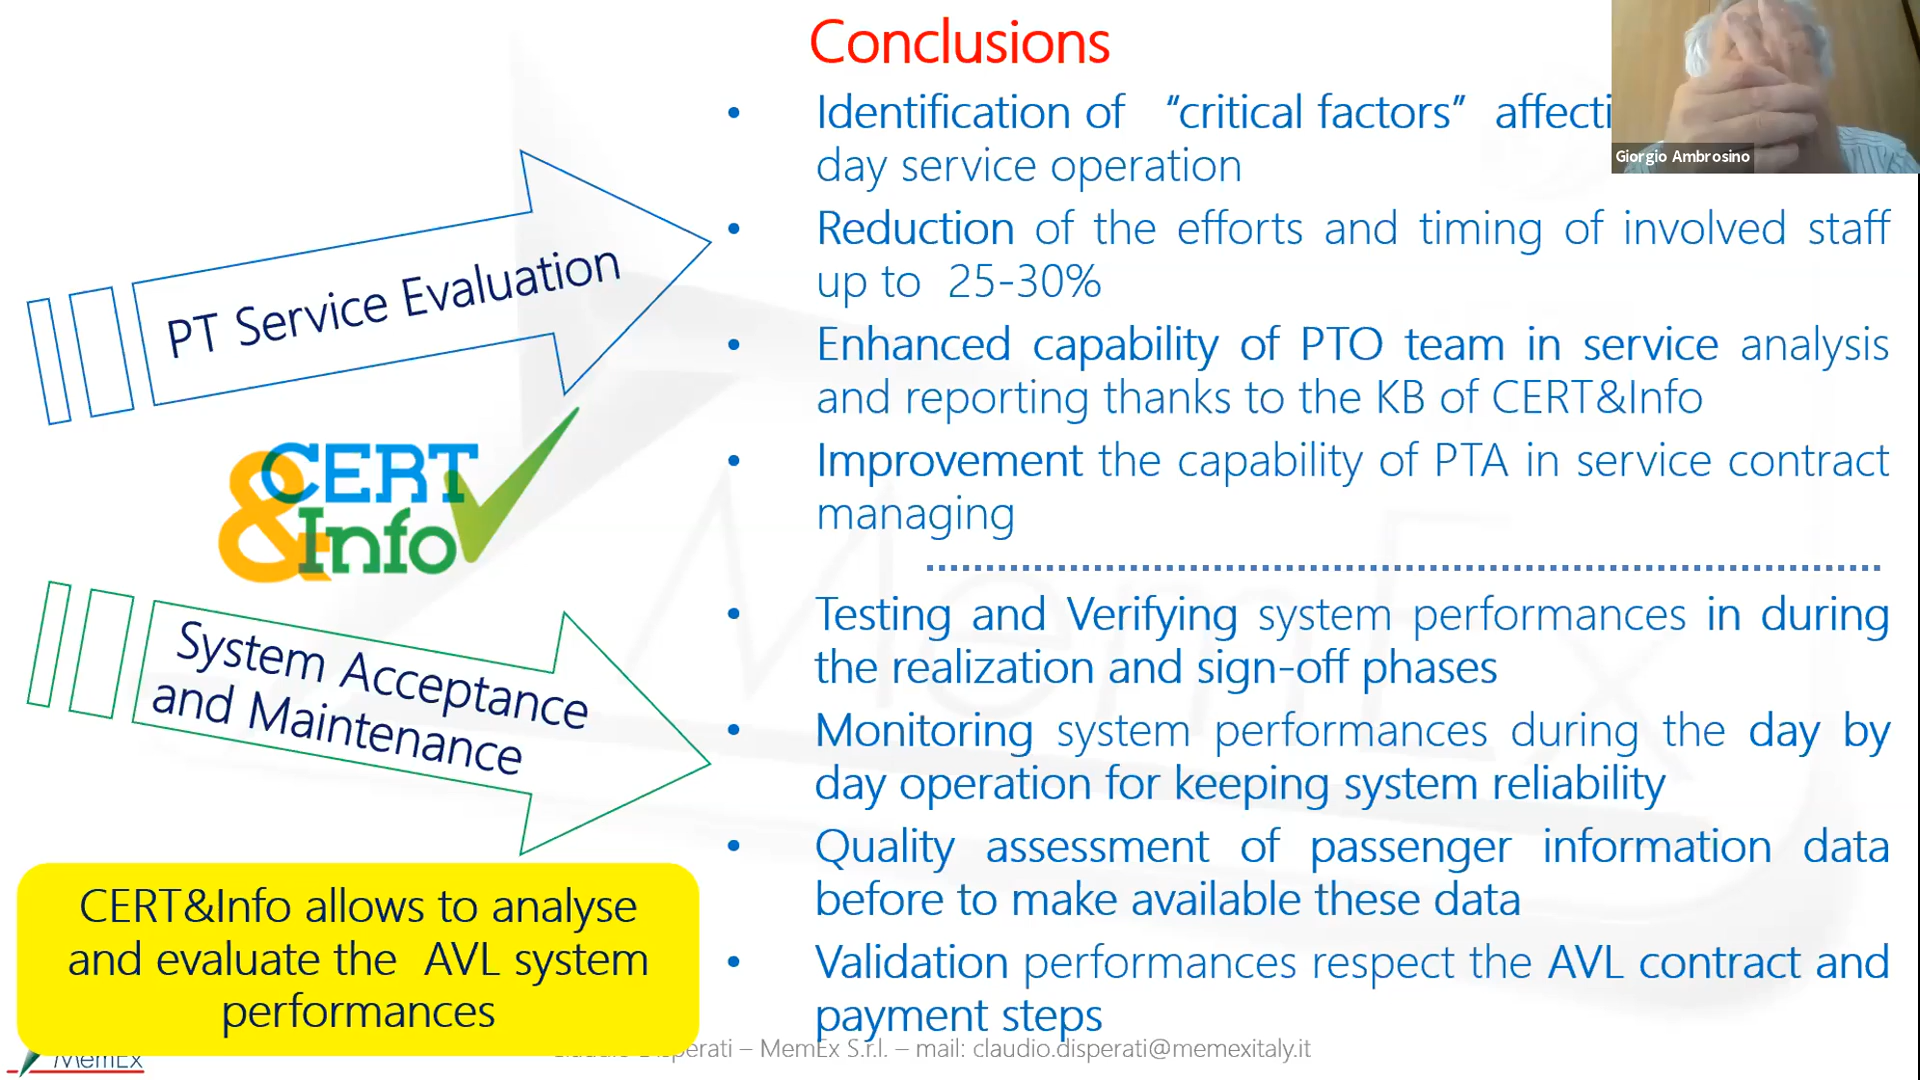 Conclusions
Giorgio Ambrosino
PT Service Evaluation
• Identification of “critical factors”
day service operation
• Reduction of the efforts and timing of involved staff
up to 25-30%
• Enhanced capability of PTO team in service analysis
and reporting thanks to the KB of CERT&Info
• Improvement the capability of PTA in service contract
managing
CERT
&Info
System Acceptance
and Maintenance
• Testing and Verifying system performances in during
the realization and sign-off phases
• Monitoring system performances during the day by
day operation for keeping system reliability
• Quality assessment of passenger information data
before to make available these data
• Validation performances respect the AVL contract and
payment steps
CERT&Info allows to analyse
and evaluate the AVL system
performances
MemEx
– MemEx S.r.l. – mail: claudio.disperati@memexitaly.it
MemEx